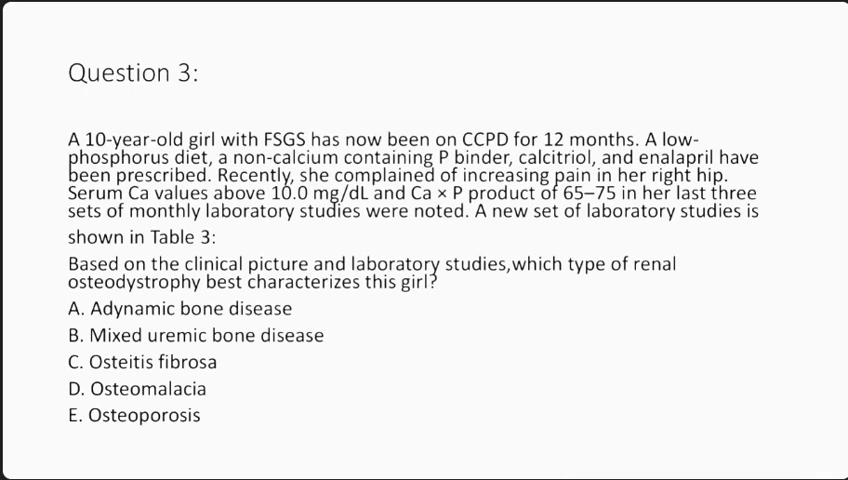 Question 3:
A 10-year-old girl with FSGS has now been on CCPD for 12 months. A low-
phosphorus diet, a non-calcium containing P binder, calcitriol, and enalapril have
been prescribed. Recently, she complained of increasing pain in her right hip.
Serum Ca values above 10.0 mg/dL and Ca × P product of 65–75 in her last three
sets of monthly laboratory studies were noted. A new set of laboratory studies is
shown in Table 3:
Based on the clinical picture and laboratory studies,which type of renal
osteodystrophy best characterizes this girl?
A. Adynamic bone disease
B. Mixed uremic bone disease
C. Osteitis fibrosa
D. Osteomalacia
E. Osteoporosis